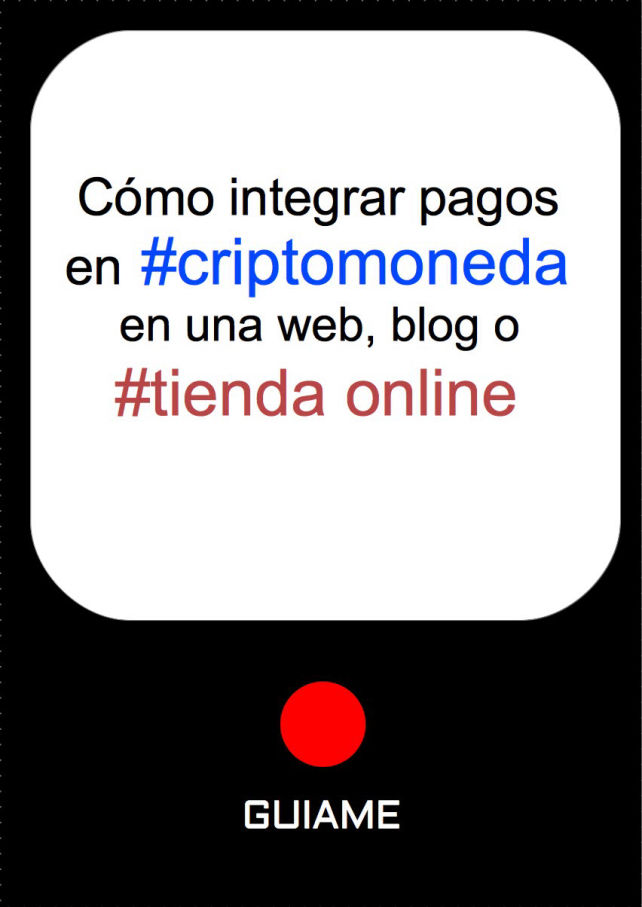 Cómo integrar pagos
en #criptomoneda
en una web, blog o
#tienda online
GUIAME